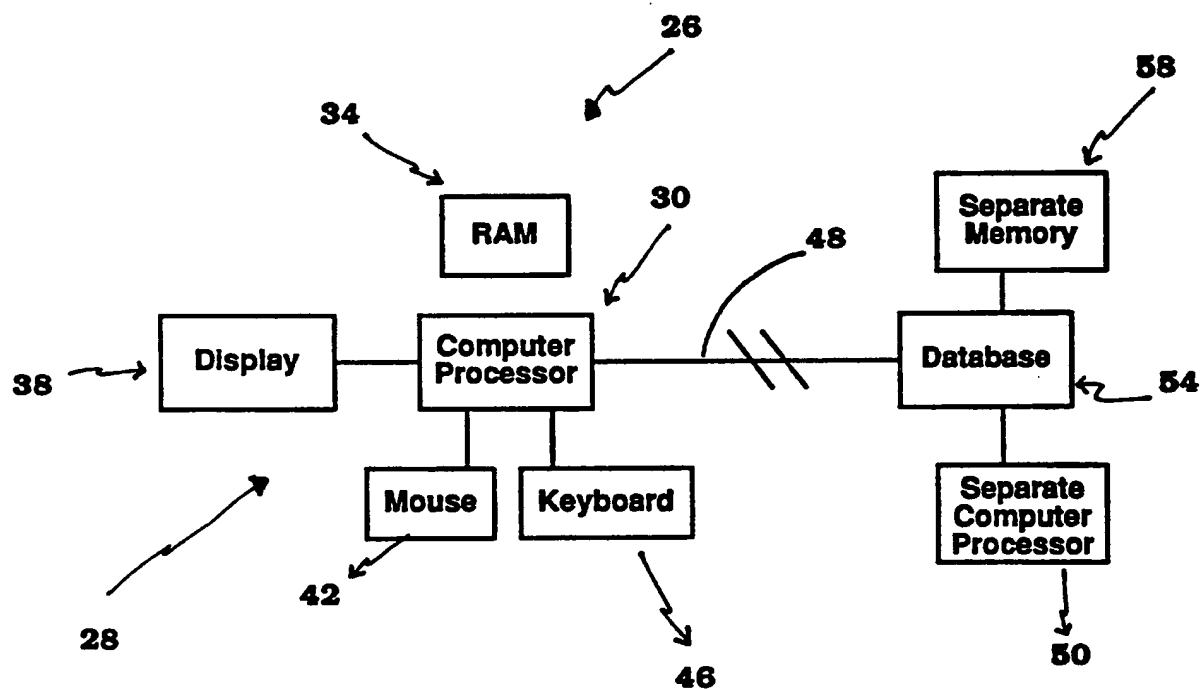 26
58
34
RAM
30
48
Separate
Memory
Display
Computer
Processor
Database
38
54
Mouse
Keyboard
Separate
Computer
Processor
42
28
46
50